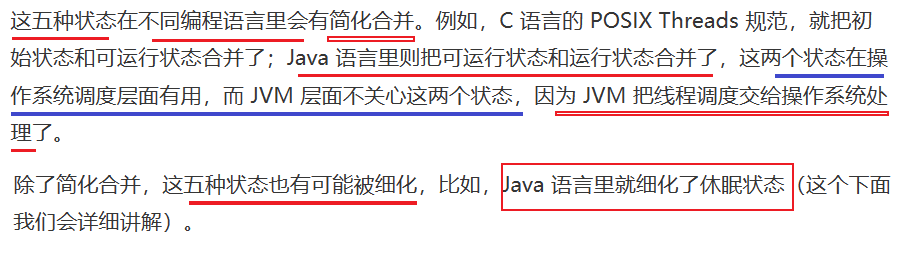 这五种状态在不同编程语言里会有简化合并。例如，C 语言的 POSIX Threads 规范，就把初
始状态和可运行状态合并了；Java 语言里则把可运行状态和运行状态合并了，这两个状态在操
作系统调度层面有用，而 JVM 层面不关心这两个状态，因为 JVM 把线程调度交给操作系统处
理了。
除了简化合并，这五种状态也有可能被细化，比如，Java 语言里就细化了休眠状态（这个下面
我们会详细讲解）。